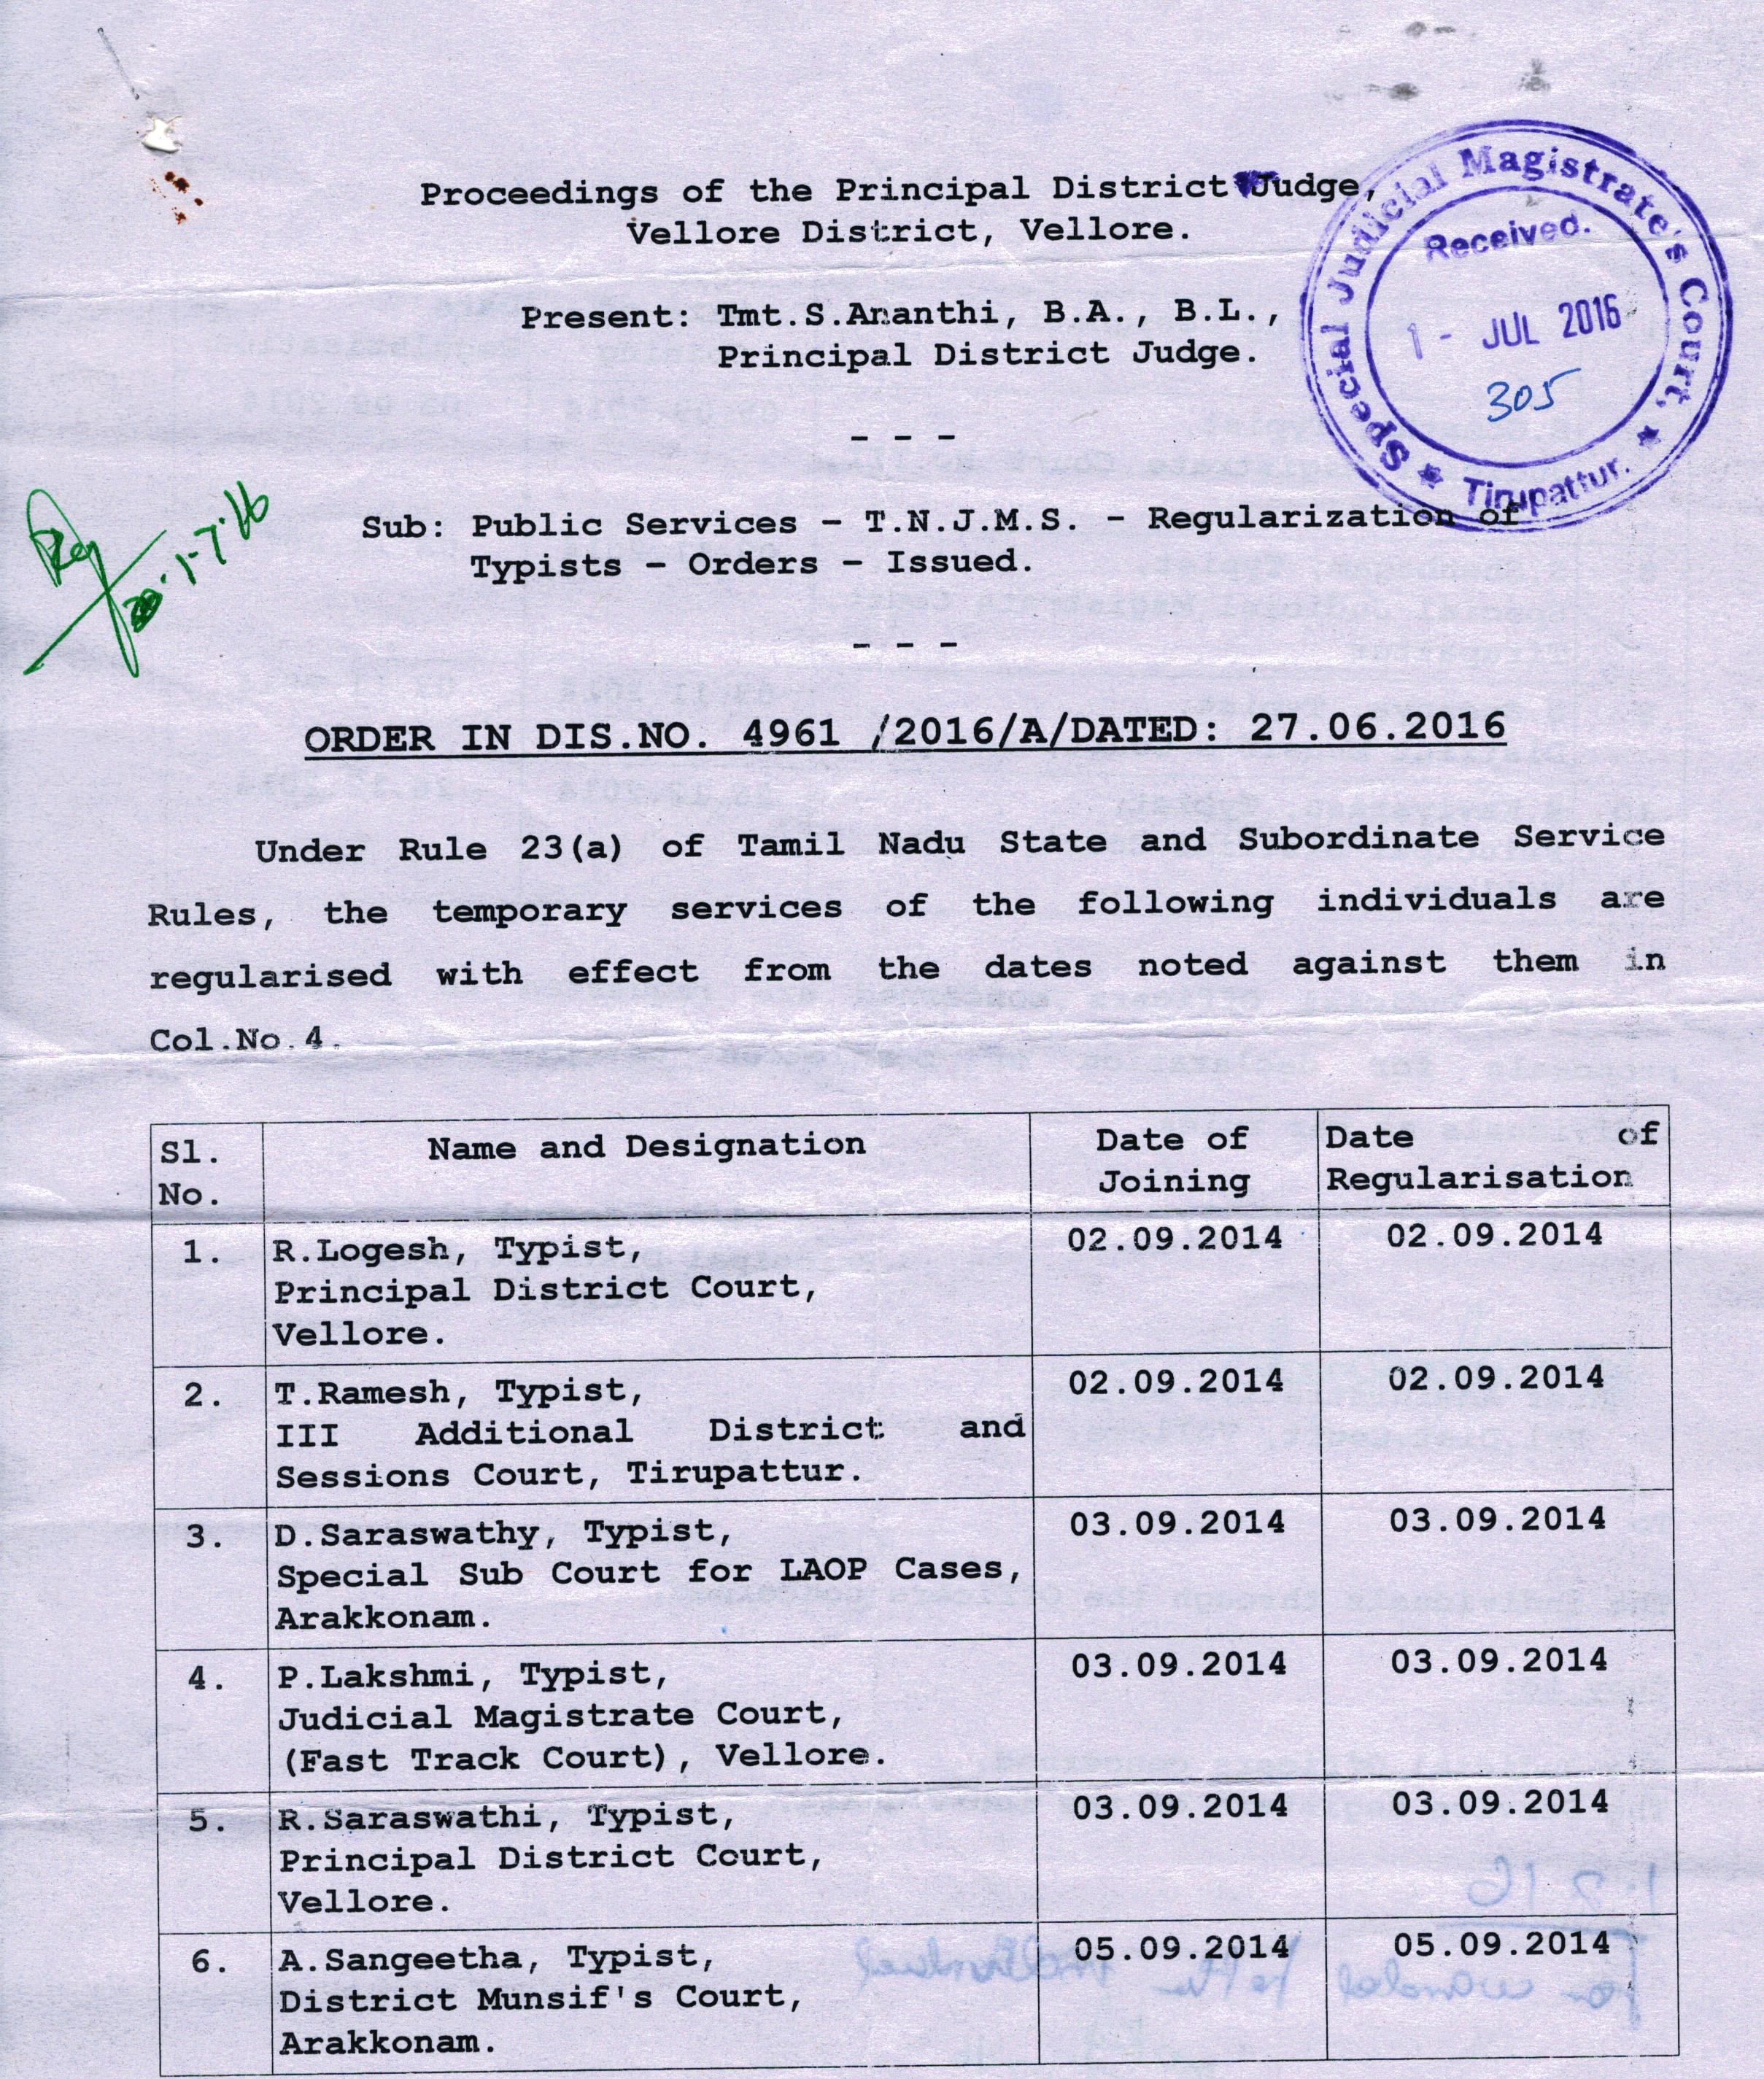 Proceedings of the Principal District Judge,
Vellore District, Vellore.
Special Judicial Magistrate's Court,
Tirupattur.
Received.
1 - JUL 2016
305
Present: Tmt.S.Ananthi, B.A., B.L.,
Principal District Judge.
- - -
1-7-16
Sub: Public Services – T.N.J.M.S. - Regularization of
Typists – Orders – Issued.
- - -
ORDER IN DIS.NO. 4961 /2016/A/DATED: 27.06.2016
Under Rule 23(a) of Tamil Nadu State and Subordinate Service
Rules, the temporary services of the following individuals are
regularised with effect from the dates noted against them in
Col.No.4.
Sl. No. Name and Designation Date of Joining Date of Regularisation
1. R.Logesh, Typist, 02.09.2014 02.09.2014
Principal District Court,
Vellore.
2. T.Ramesh, Typist, 02.09.2014 02.09.2014
III Additional District and
Sessions Court, Tirupattur.
3. D.Saraswathy, Typist, 03.09.2014 03.09.2014
Special Sub Court for LAOP Cases,
Arakkonam.
4. P.Lakshmi, Typist, 03.09.2014 03.09.2014
Judicial Magistrate Court,
(Fast Track Court), Vellore.
5. R.Saraswathi, Typist, 03.09.2014 03.09.2014
Principal District Court,
Vellore.
6. A.Sangeetha, Typist, 05.09.2014 05.09.2014
District Munsif's Court,
Arakkonam.